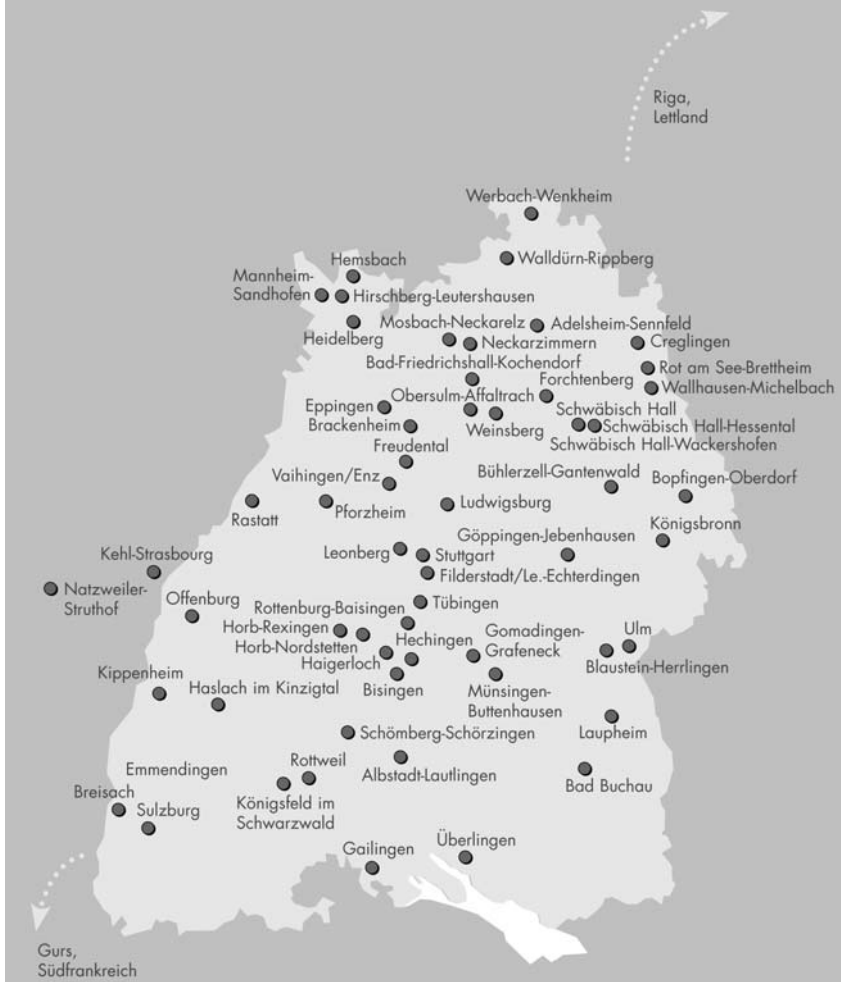 Riga,
Lettland
Werbach-Wenkheim
Walldürn-Rippberg
Hemsbach
Mannheim-
Sandhofen
Hirschberg-Leutershausen
Heidelberg
Mosbach-Neckarelz
Adelsheim-Sennfeld
Neckarzimmern
Creglingen
Bad-Friedrichshall-Kochendorf
Rot am See-Brettheim
Forchtenberg
Wallhausen-Michelbach
Obersulm-Affaltrach
Eppingen
Schwäbisch Hall
Brackenheim
Weinsberg
Schwäbisch Hall-Hessental
Schwäbisch Hall-Wackershofen
Freudental
Vaihingen/Enz
Bühlerzell-Gantenwald
Bopfingen-Oberdorf
Rastatt
Pforzheim
Ludwigsburg
Königsbronn
Göppingen-Jebenhausen
Leonberg
Stuttgart
Kehl-Strasbourg
Filderstadt/Le.-Echterdingen
Natzweiler-
Struthof
Offenburg
Tübingen
Rottenburg-Baisingen
Horb-Rexingen
Horb-Nordstetten
Hechingen
Gomadingen-
Grafeneck
Ulm
Blaustein-Herrlingen
Haigerloch
Bisingen
Kippenheim
Haslach im Kinzigtal
Münsingen-
Buttenhausen
Schömberg-Schörzingen
Laupheim
Emmendingen
Rottweil
Albstadt-Lautlingen
Bad Buchau
Breisach
Sulzburg
Königsfeld im
Schwarzwald
Gailingen
Überlingen
Gurs,
Südfrankreich